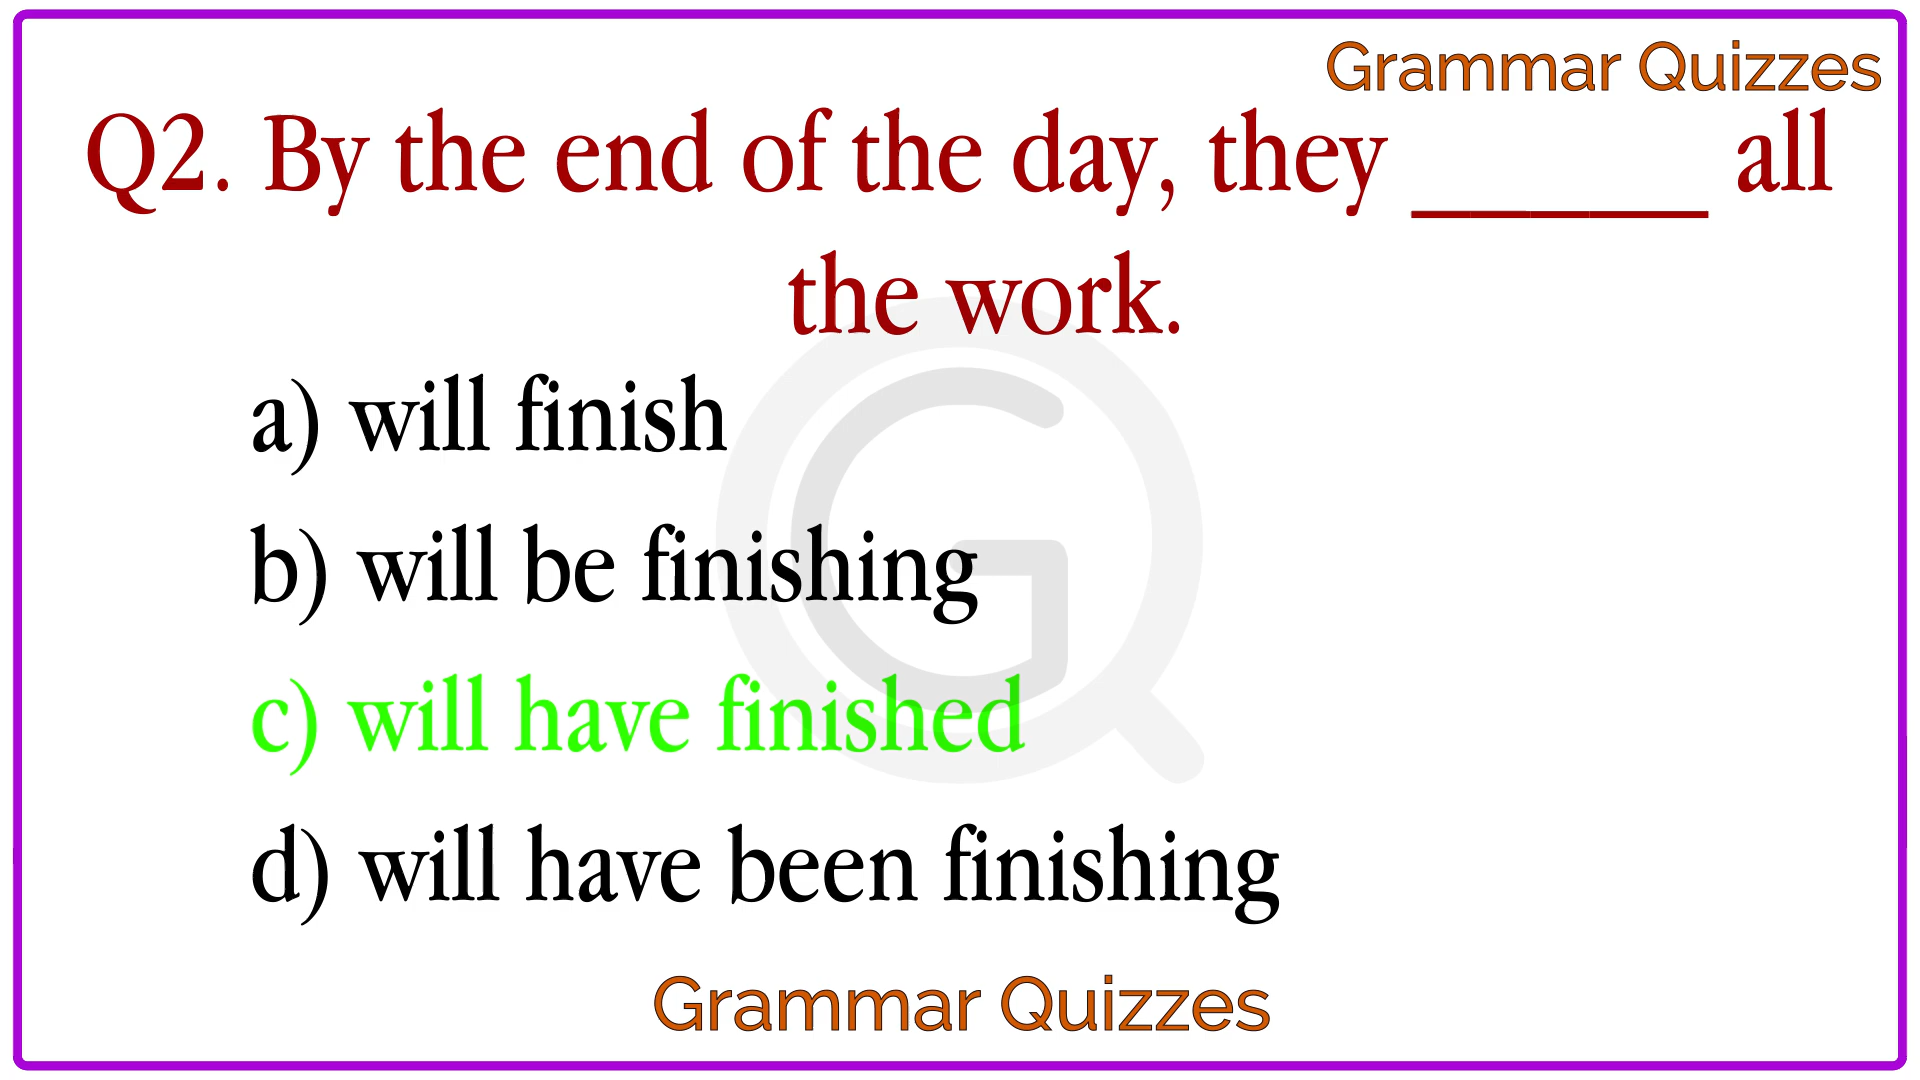 Grammar Quizzes
Q2. By the end of the day, they _____ all
the work.
a) will finish
b) will be finishing
c) will have finished
d) will have been finishing
Grammar Quizzes